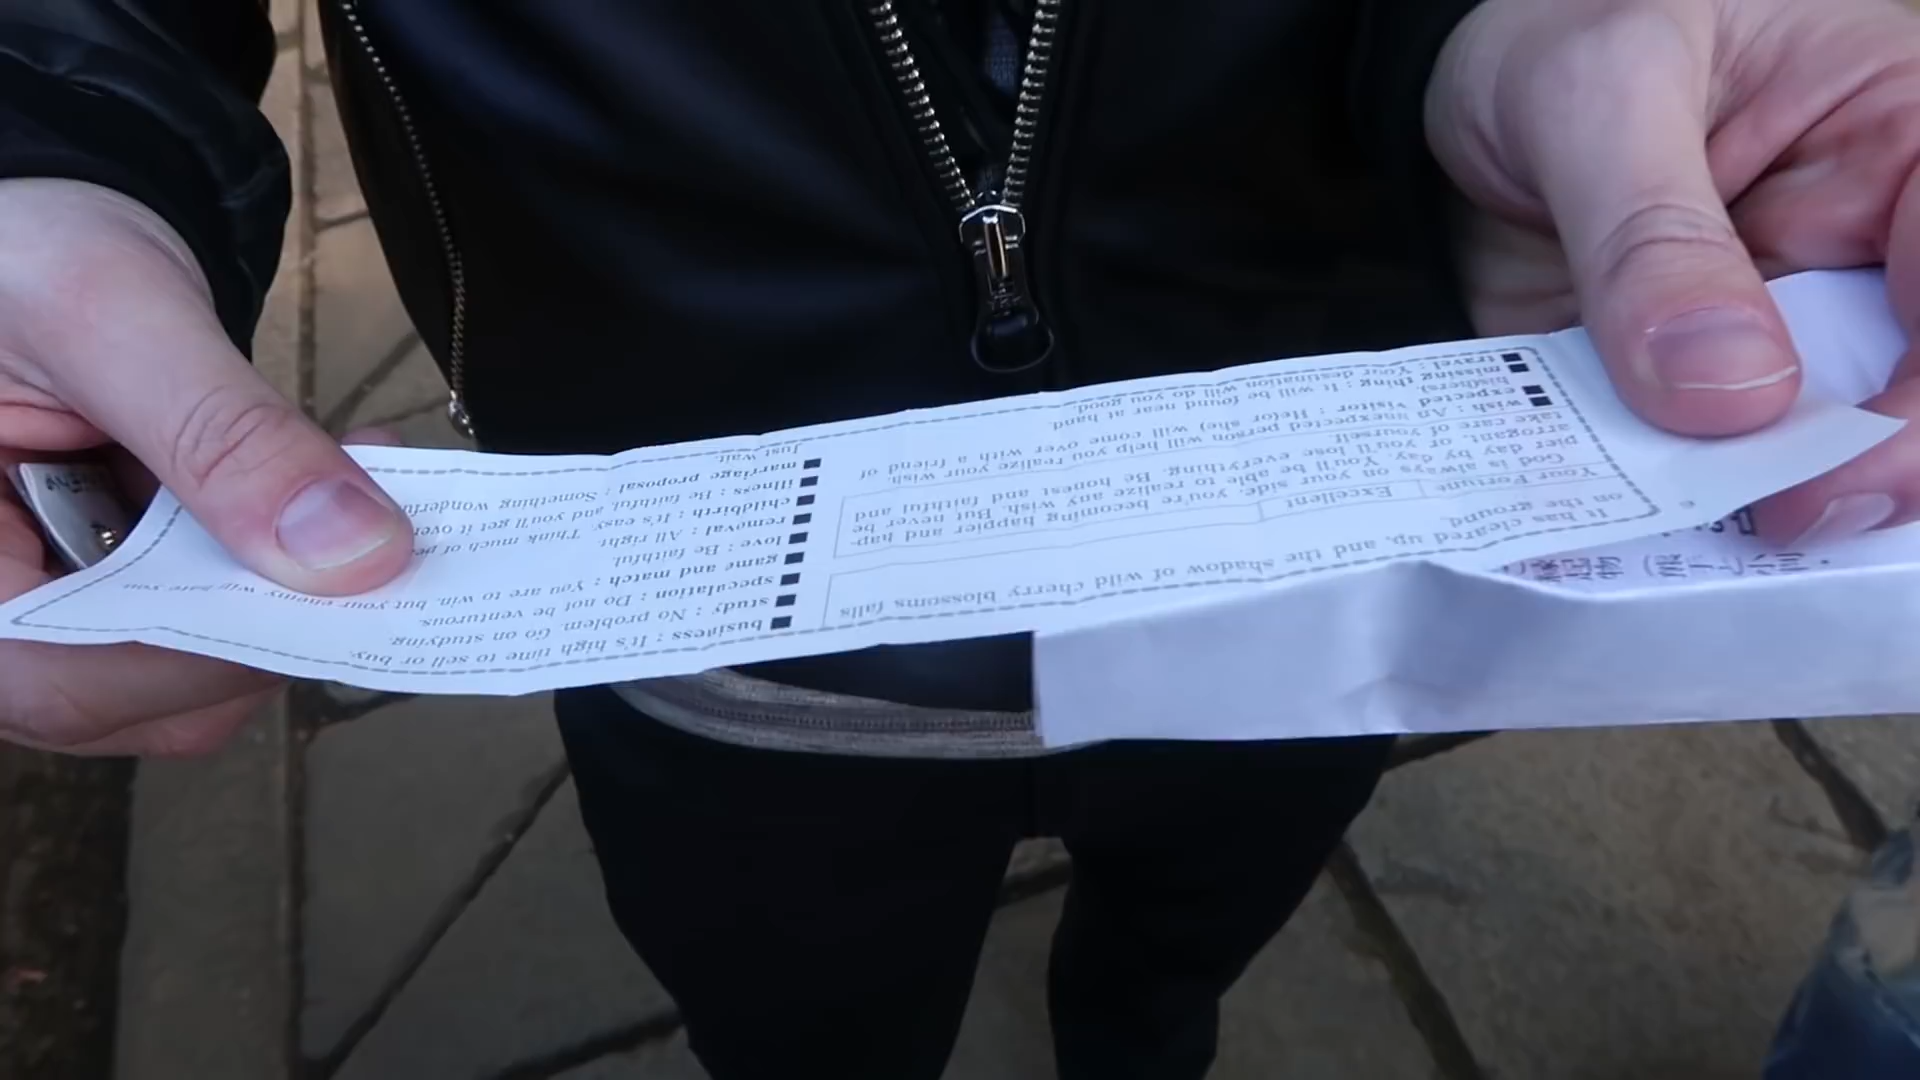 It has cleared up, and the shadow of wild cherry blossoms falls
on the ground.
Your Fortune Excellent
God is always on your side, you're becoming happier and hap-
pier day by day. You'll be able to realize any wish. But never be
arrogant, or you'll lose everything. Be honest and faithful and
take care of yourself.
■ wish : An unexpected person will help you realize your wish.
■ expected visitor : He(or she) will come over with a friend of
his(hers).
■ missing thing : It will be found near at hand.
■ travel : Your destination will do you good.
■ business : It's high time to sell or buy.
■ study : No problem. Go on studying.
■ speculation : Do not be venturous.
■ game and match : You are to win, but your enemy will hate you
■ love : Be faithful.
■ removal : All right. Think much of
■ childbirth : It's easy.
■ illness : Be faithful, and you'll get it over
■ marriage proposal : Something wonderful
Just wait.
YKK